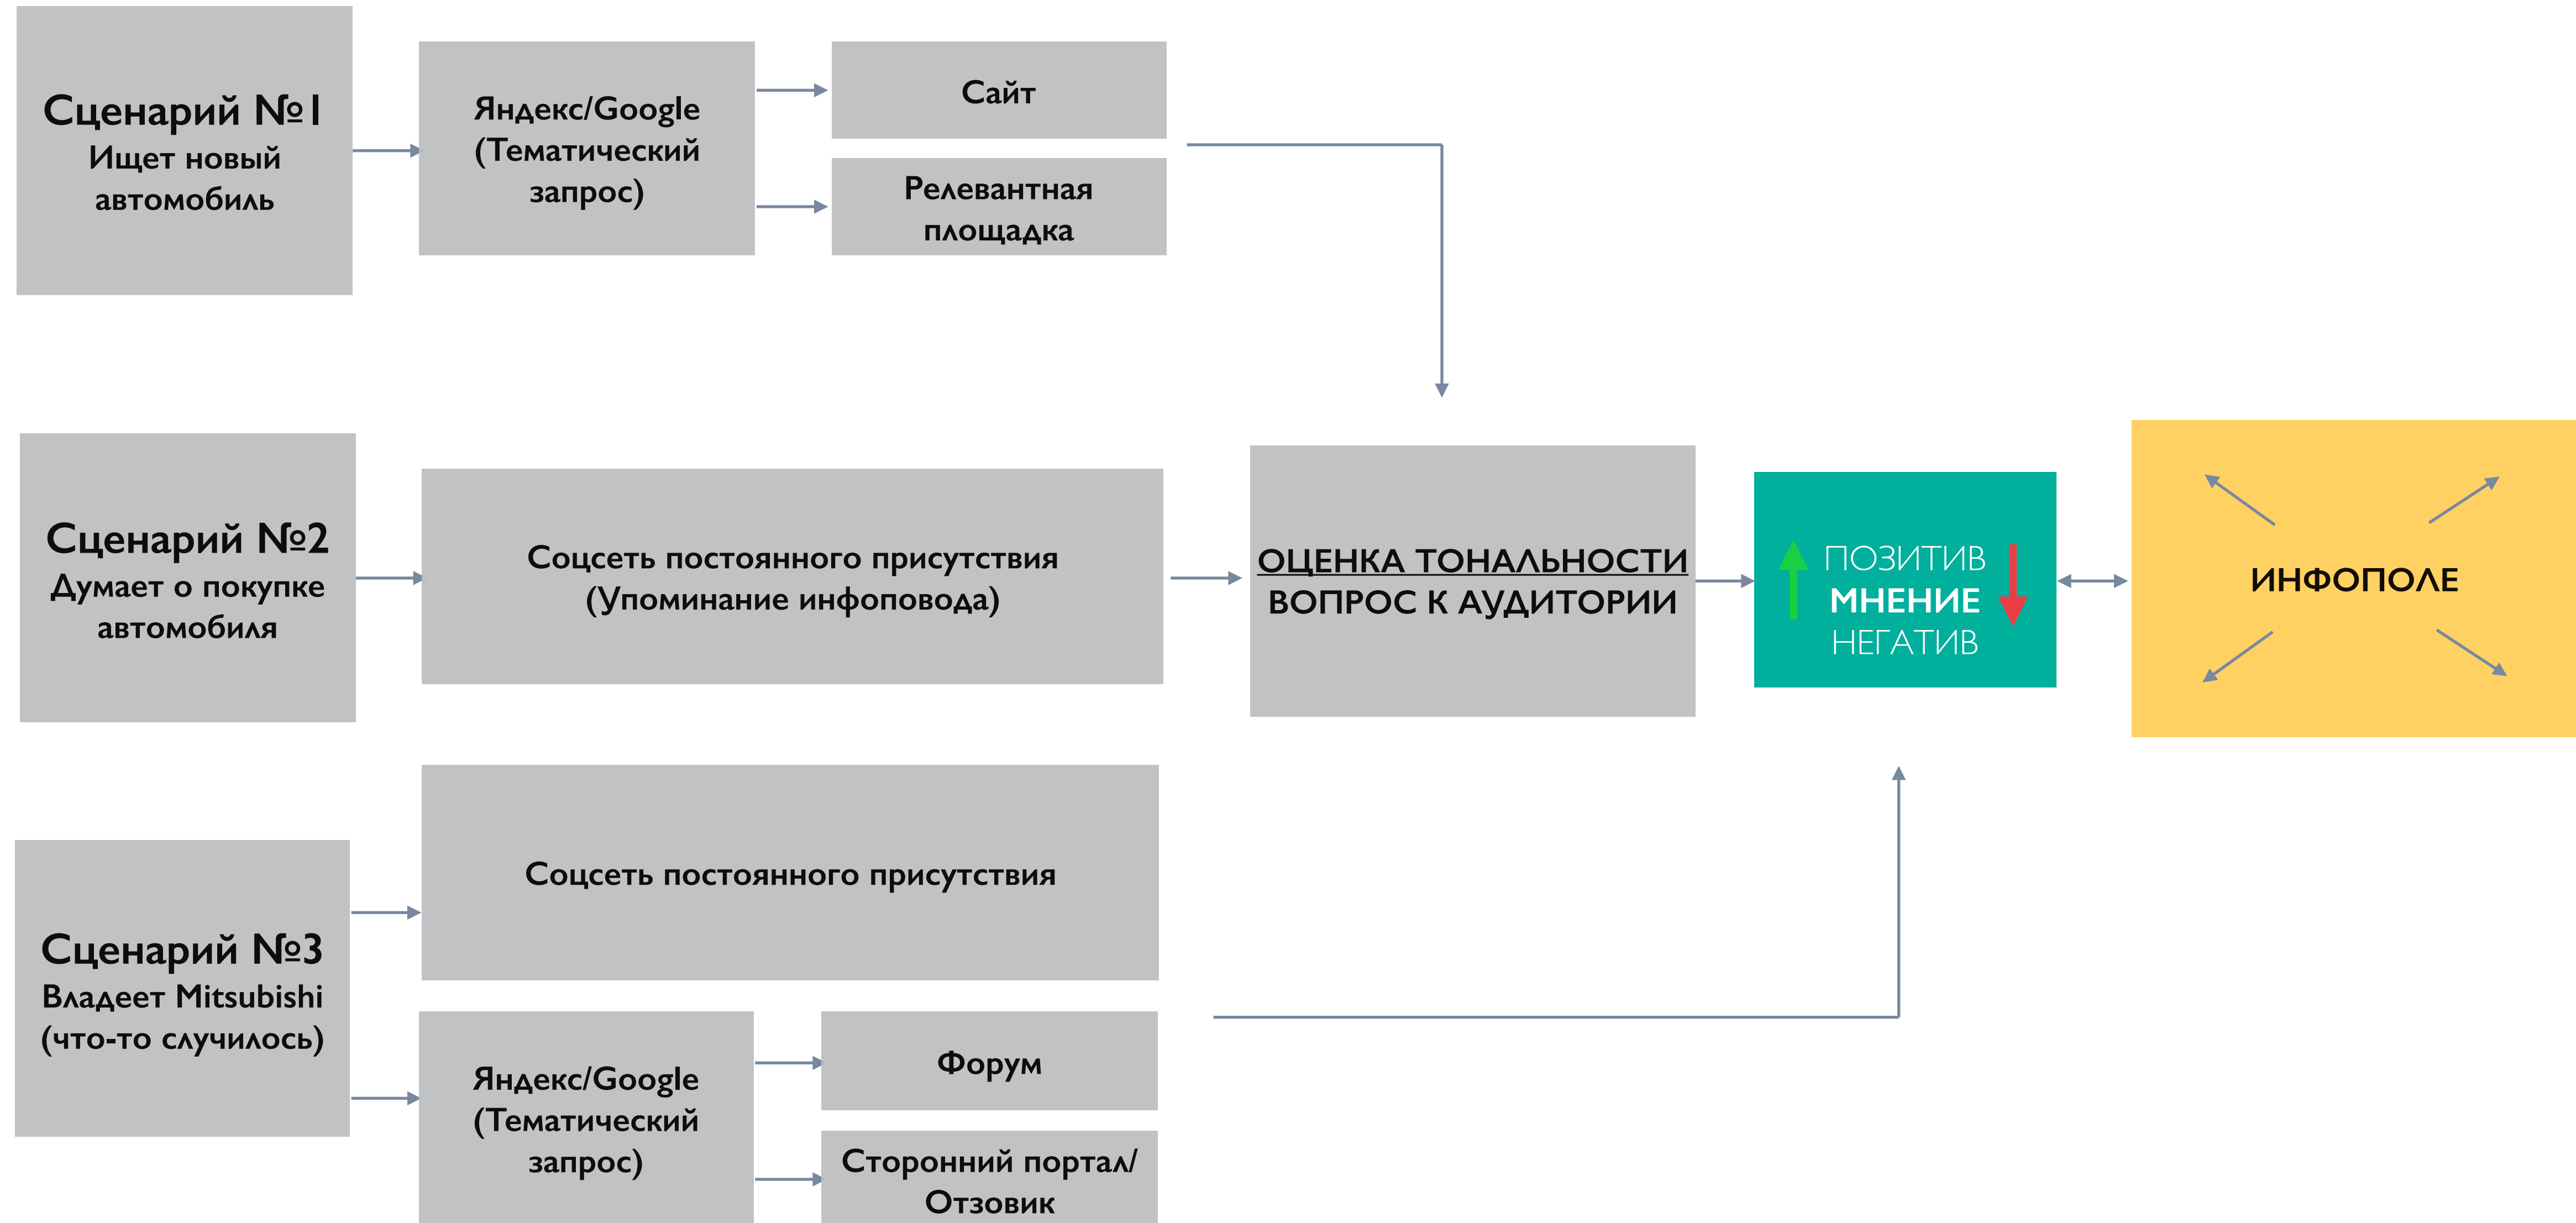 Сценарий №1
Ищет новый
автомобиль
Яндекс/Google
(Тематический
запрос)
Сайт
Релевантная
площадка
Сценарий №2
Думает о покупке
автомобиля
Соцсеть постоянного присутствия
(Упоминание инфоповода)
ОЦЕНКА ТОНАЛЬНОСТИ
ВОПРОС К АУДИТОРИИ
ПОЗИТИВ
МНЕНИЕ
НЕГАТИВ
ИНФОПОЛЕ
Сценарий №3
Владеет Mitsubishi
(что-то случилось)
Соцсеть постоянного присутствия
Яндекс/Google
(Тематический
запрос)
Форум
Сторонний портал/
Отзовик